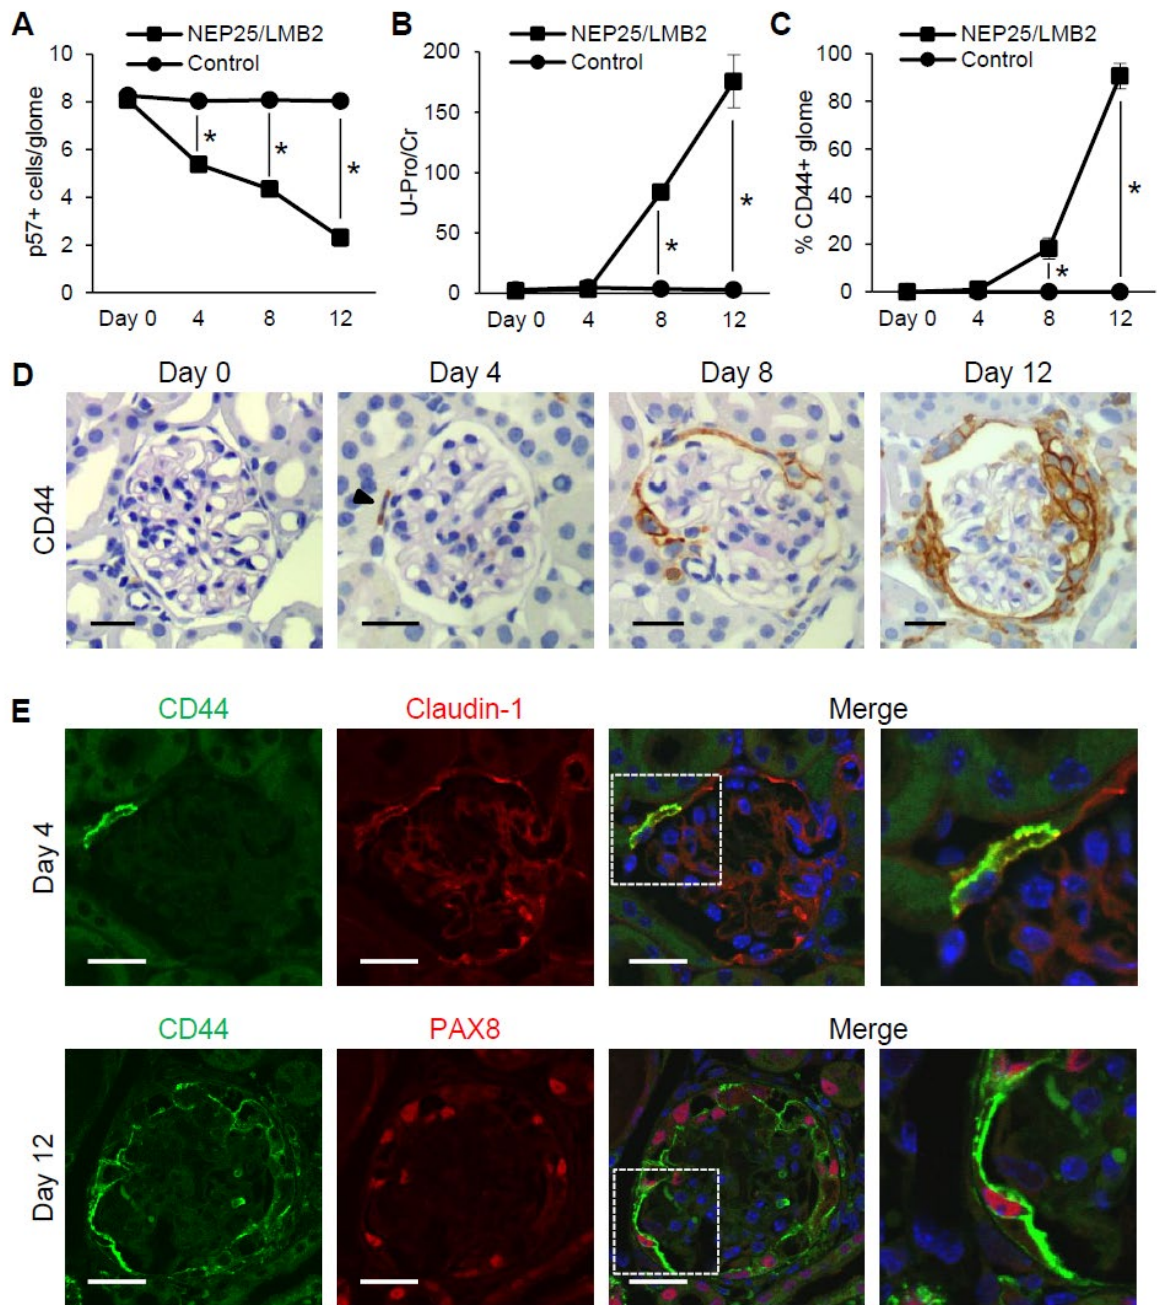 A
NEP25/LMB2
Control
p57+ cells/glome
10
8
6
4
2
0
*
*
*
Day 0 4 8 12
B
NEP25/LMB2
Control
U-Pro/Cr
200
150
100
50
0
*
*
Day 0 4 8 12
C
NEP25/LMB2
Control
% CD44+ glome
100
80
60
40
20
0
*
*
Day 0 4 8 12
D
Day 0 Day 4 Day 8 Day 12
CD44
E
CD44 Claudin-1 Merge
Day 4
CD44 PAX8 Merge
Day 12